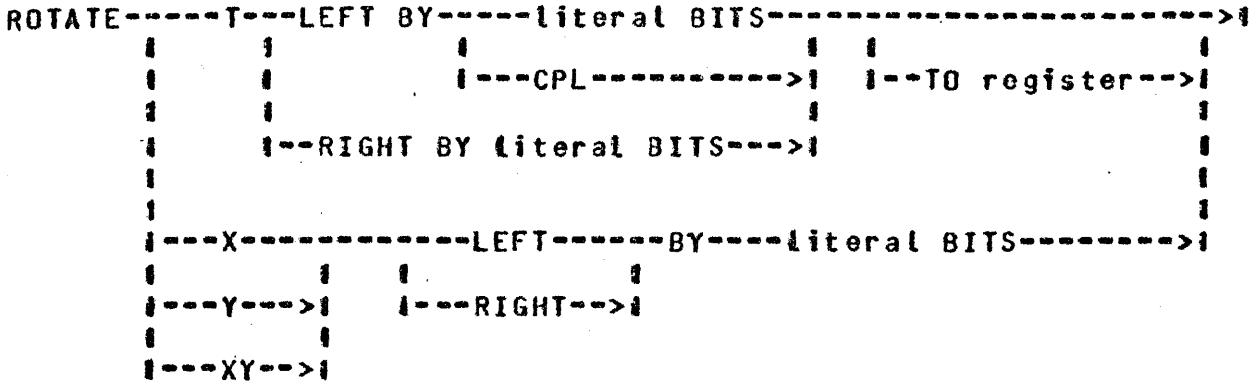 ROTATE-----T---LEFT BY-----literal BITS------------------------->|
|---CPL----------->| |--TO register-->|
|--RIGHT BY literal BITS--->|
|---X-------------LEFT------BY----literal BITS--------->|
|---Y--->| |---RIGHT-->|
|---XY-->|